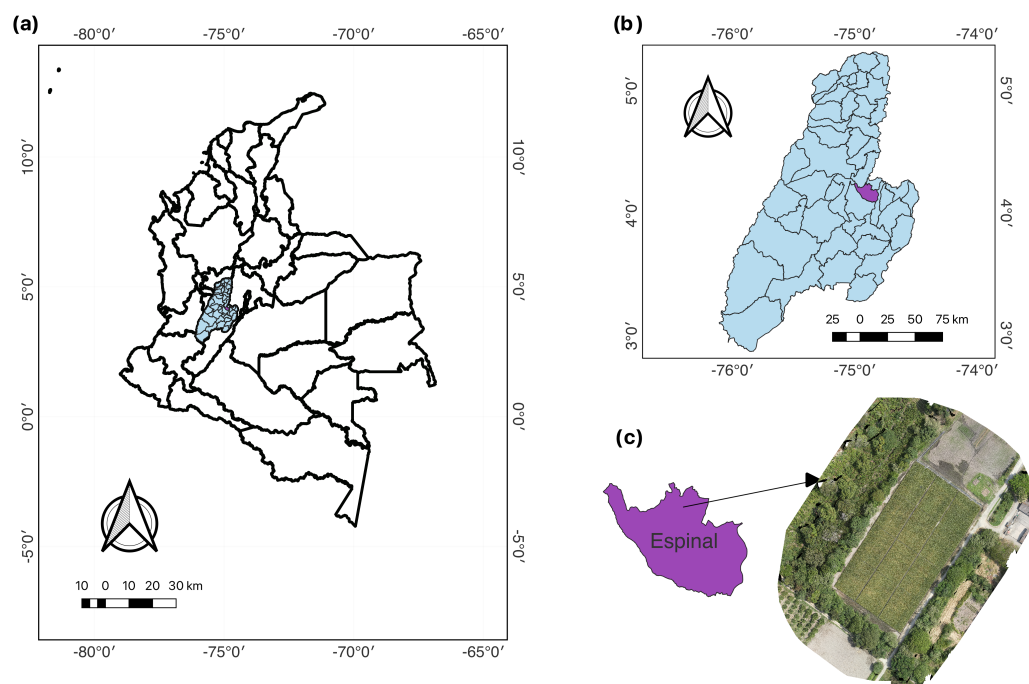 (a)
-80°0′ -75°0′ -70°0′ -65°0′
10°0′ 10°0′
5°0′ 5°0′
0°0′ 0°0′
-5°0′ -5°0′
10 0 10 20 30 km
-80°0′ -75°0′ -70°0′ -65°0′
(b)
-76°0′ -75°0′ -74°0′
5°0′ 5°0′
4°0′ 4°0′
3°0′ 3°0′
25 0 25 50 75 km
-76°0′ -75°0′ -74°0′
(c)
Espinal